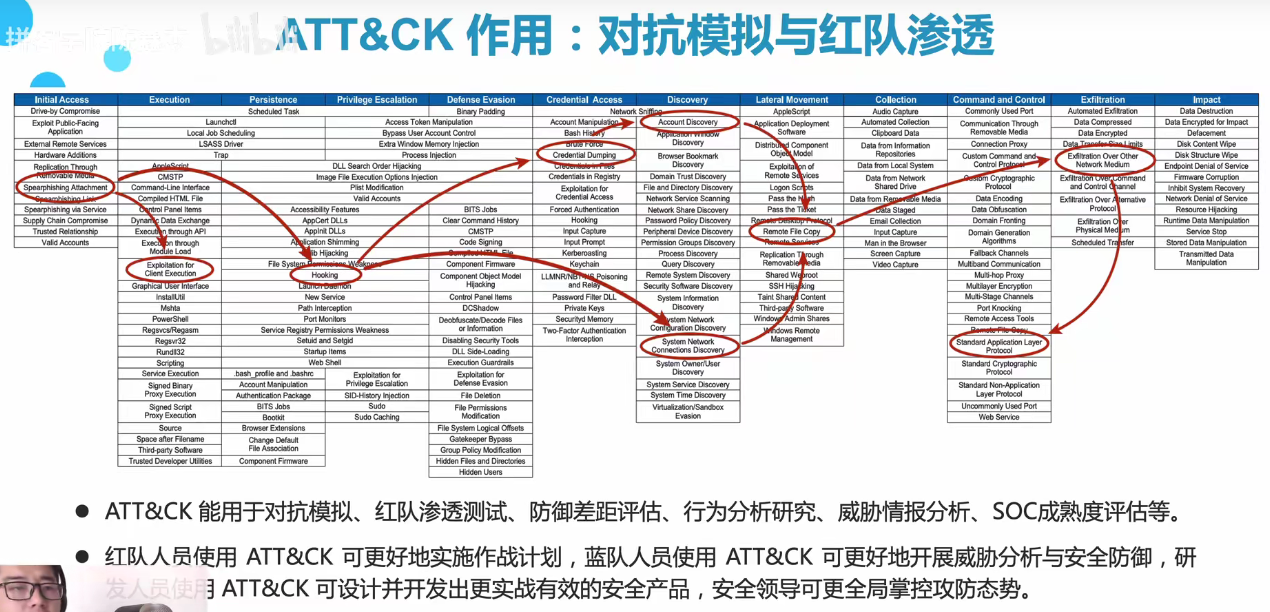 ATT&CK 作用：对抗模拟与红队渗透
bilibili
Initial Access
Drive-by Compromise
Exploit Public-Facing
Application
External Remote Services
Hardware Additions
Replication Through
Removable Media
Spearphishing Attachment
Spearphishing Link
Spearphishing via Service
Supply Chain Compromise
Trusted Relationship
Valid Accounts
Execution
Persistence
Privilege Escalation
Scheduled Task
Launchctl
Local Job Scheduling
LSASS Driver
Trap
AppleScript
CMSTP
Command-Line Interface
Compiled HTML File
Control Panel Items
Dynamic Data Exchange
Execution through API
Execution through
Module Load
Exploitation for
Client Execution
Graphical User Interface
InstallUtil
Mshta
PowerShell
Regsvcs/Regasm
Regsvr32
Rundll32
Scripting
Service Execution
Signed Binary
Proxy Execution
Signed Script
Proxy Execution
Source
Space after Filename
Third-party Software
Trusted Developer Utilities
Access Token Manipulation
Bypass User Account Control
Extra Window Memory Injection
Process Injection
DLL Search Order Hijacking
Image File Execution Options Injection
Plist Modification
Valid Accounts
Accessibility Features
AppCert DLLs
AppInit DLLs
Application Shimming
Dylib Hijacking
File System Permissions Weakness
Hooking
Launch Daemon
New Service
Path Interception
Port Monitors
Service Registry Permissions Weakness
Setuid and Setgid
Startup Items
Web Shell
.bash_profile and .bashrc
Account Manipulation
Authentication Package
BITS Jobs
Bootkit
Browser Extensions
Change Default
File Association
Component Firmware
Exploitation for
Privilege Escalation
SID-History Injection
Sudo
Sudo Caching
Defense Evasion
Binary Padding
BITS Jobs
Clear Command History
CMSTP
Code Signing
Compiled HTML File
Component Firmware
Component Object Model
Hijacking
Control Panel Items
DCShadow
Deobfuscate/Decode Files
or Information
Disabling Security Tools
DLL Side-Loading
Execution Guardrails
Exploitation for
Defense Evasion
File Deletion
File Permissions
Modification
File System Logical Offsets
Gatekeeper Bypass
Group Policy Modification
Hidden Files and Directories
Hidden Users
Credential Access
Network Sniffing
Account Manipulation
Bash History
Brute Force
Credential Dumping
Credentials in Files
Credentials in Registry
Exploitation for
Credential Access
Forced Authentication
Hooking
Input Capture
Input Prompt
Kerberoasting
Keychain
LLMNR/NBT-NS Poisoning
and Relay
Password Filter DLL
Private Keys
Securityd Memory
Two-Factor Authentication
Interception
Discovery
Account Discovery
Application Window
Discovery
Browser Bookmark
Discovery
Domain Trust Discovery
File and Directory Discovery
Network Service Scanning
Network Share Discovery
Password Policy Discovery
Peripheral Device Discovery
Permission Groups Discovery
Process Discovery
Query Discovery
Remote System Discovery
Security Software Discovery
System Information
Discovery
System Network
Configuration Discovery
System Network
Connections Discovery
System Owner/User
Discovery
System Service Discovery
System Time Discovery
Virtualization/Sandbox
Evasion
Lateral Movement
AppleScript
Application Deployment
Software
Distributed Component
Object Model
Exploitation of
Remote Services
Logon Scripts
Pass the Hash
Pass the Ticket
Remote Desktop Protocol
Remote File Copy
Remote Services
Replication Through
Removable Media
Shared Webroot
SSH Hijacking
Taint Shared Content
Third-party Software
Windows Admin Shares
Windows Remote
Management
Collection
Audio Capture
Automated Collection
Clipboard Data
Data from Information
Repositories
Data from Local System
Data from Network
Shared Drive
Data from Removable Media
Data Staged
Email Collection
Input Capture
Man in the Browser
Screen Capture
Video Capture
Command and Control
Commonly Used Port
Communication Through
Removable Media
Connection Proxy
Custom Command and
Control Protocol
Custom Cryptographic
Protocol
Data Encoding
Data Obfuscation
Domain Fronting
Domain Generation
Algorithms
Fallback Channels
Multiband Communication
Multi-hop Proxy
Multilayer Encryption
Multi-Stage Channels
Port Knocking
Remote Access Tools
Remote File Copy
Standard Application Layer
Protocol
Standard Cryptographic
Protocol
Standard Non-Application
Layer Protocol
Uncommonly Used Port
Web Service
Exfiltration
Automated Exfiltration
Data Compressed
Data Encrypted
Data Transfer Size Limits
Exfiltration Over Other
Network Medium
Exfiltration Over Command
and Control Channel
Exfiltration Over Alternative
Protocol
Exfiltration Over
Physical Medium
Scheduled Transfer
Impact
Data Destruction
Data Encrypted for Impact
Defacement
Disk Content Wipe
Disk Structure Wipe
Endpoint Denial of Service
Firmware Corruption
Inhibit System Recovery
Network Denial of Service
Resource Hijacking
Runtime Data Manipulation
Service Stop
Stored Data Manipulation
Transmitted Data
Manipulation
● ATT&CK 能用于对抗模拟、红队渗透测试、防御差距评估、行为分析研究、威胁情报分析、SOC成熟度评估等。
● 红队人员使用 ATT&CK 可更好地实施作战计划，蓝队人员使用 ATT&CK 可更好地开展威胁分析与安全防御，研
发人员使用 ATT&CK 可设计并开发出更实战有效的安全产品，安全领导可更全局掌控攻防态势。